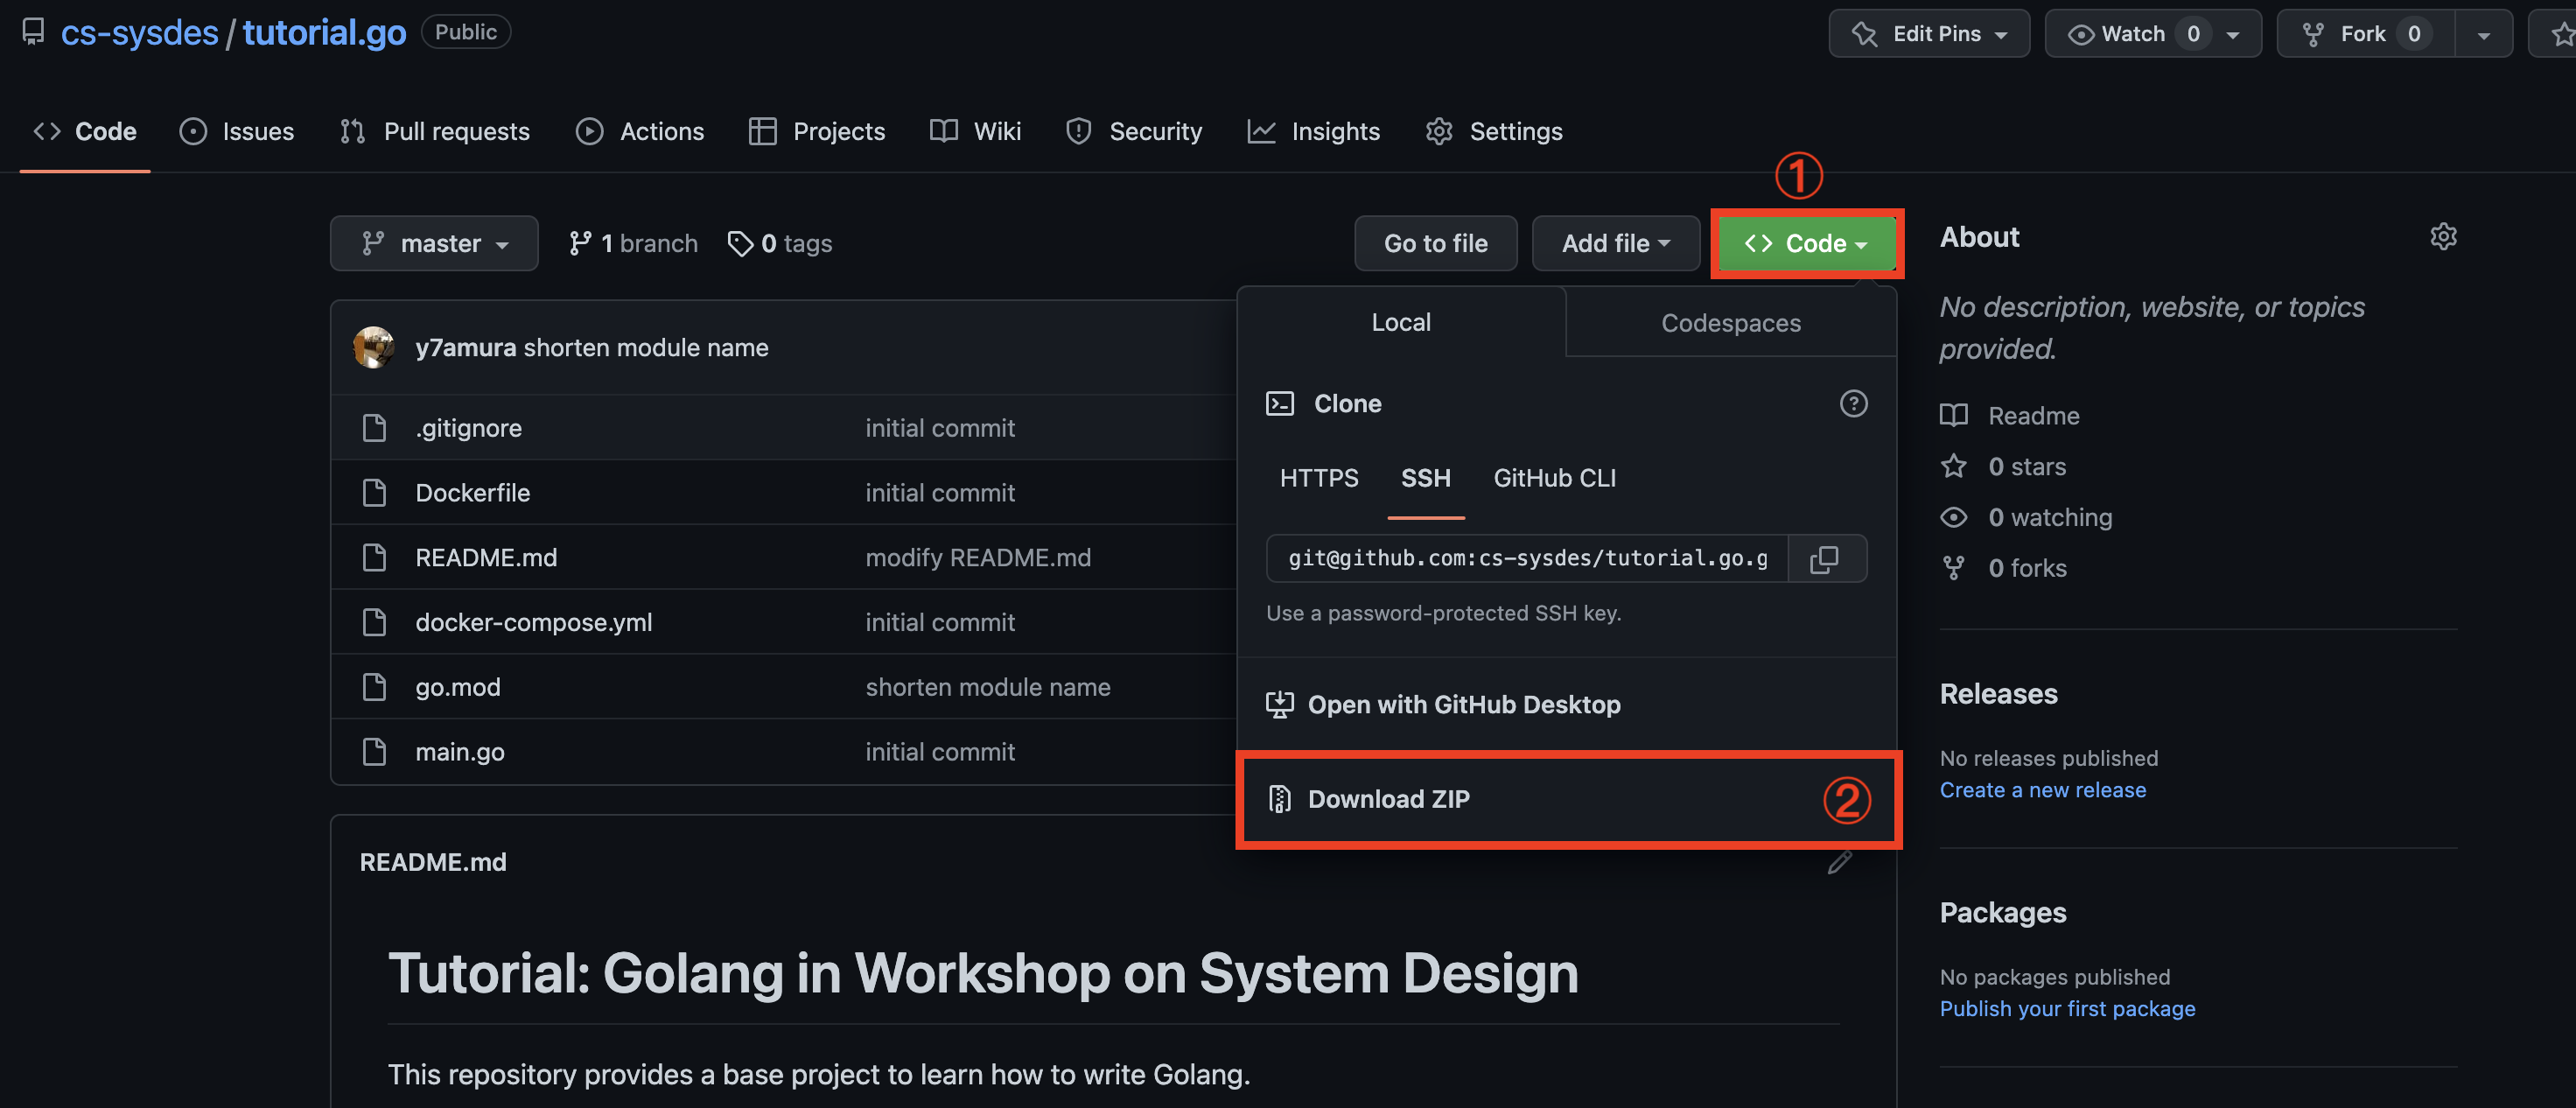 cs-sysdes / tutorial.go Public
Edit Pins Watch 0 Fork 0
Code Issues Pull requests Actions Projects Wiki Security Insights Settings
①
master 1 branch 0 tags Go to file Add file Code
y7amura shorten module name
.gitignore initial commit
Dockerfile initial commit
README.md modify README.md
docker-compose.yml initial commit
go.mod shorten module name
main.go initial commit
Local Codespaces
Clone
HTTPS SSH GitHub CLI
git@github.com:cs-sysdes/tutorial.go.g
Use a password-protected SSH key.
Open with GitHub Desktop
Download ZIP ②
About
No description, website, or topics
provided.
Readme
0 stars
0 watching
0 forks
Releases
No releases published
Create a new release
Packages
No packages published
Publish your first package
README.md
Tutorial: Golang in Workshop on System Design
This repository provides a base project to learn how to write Golang.